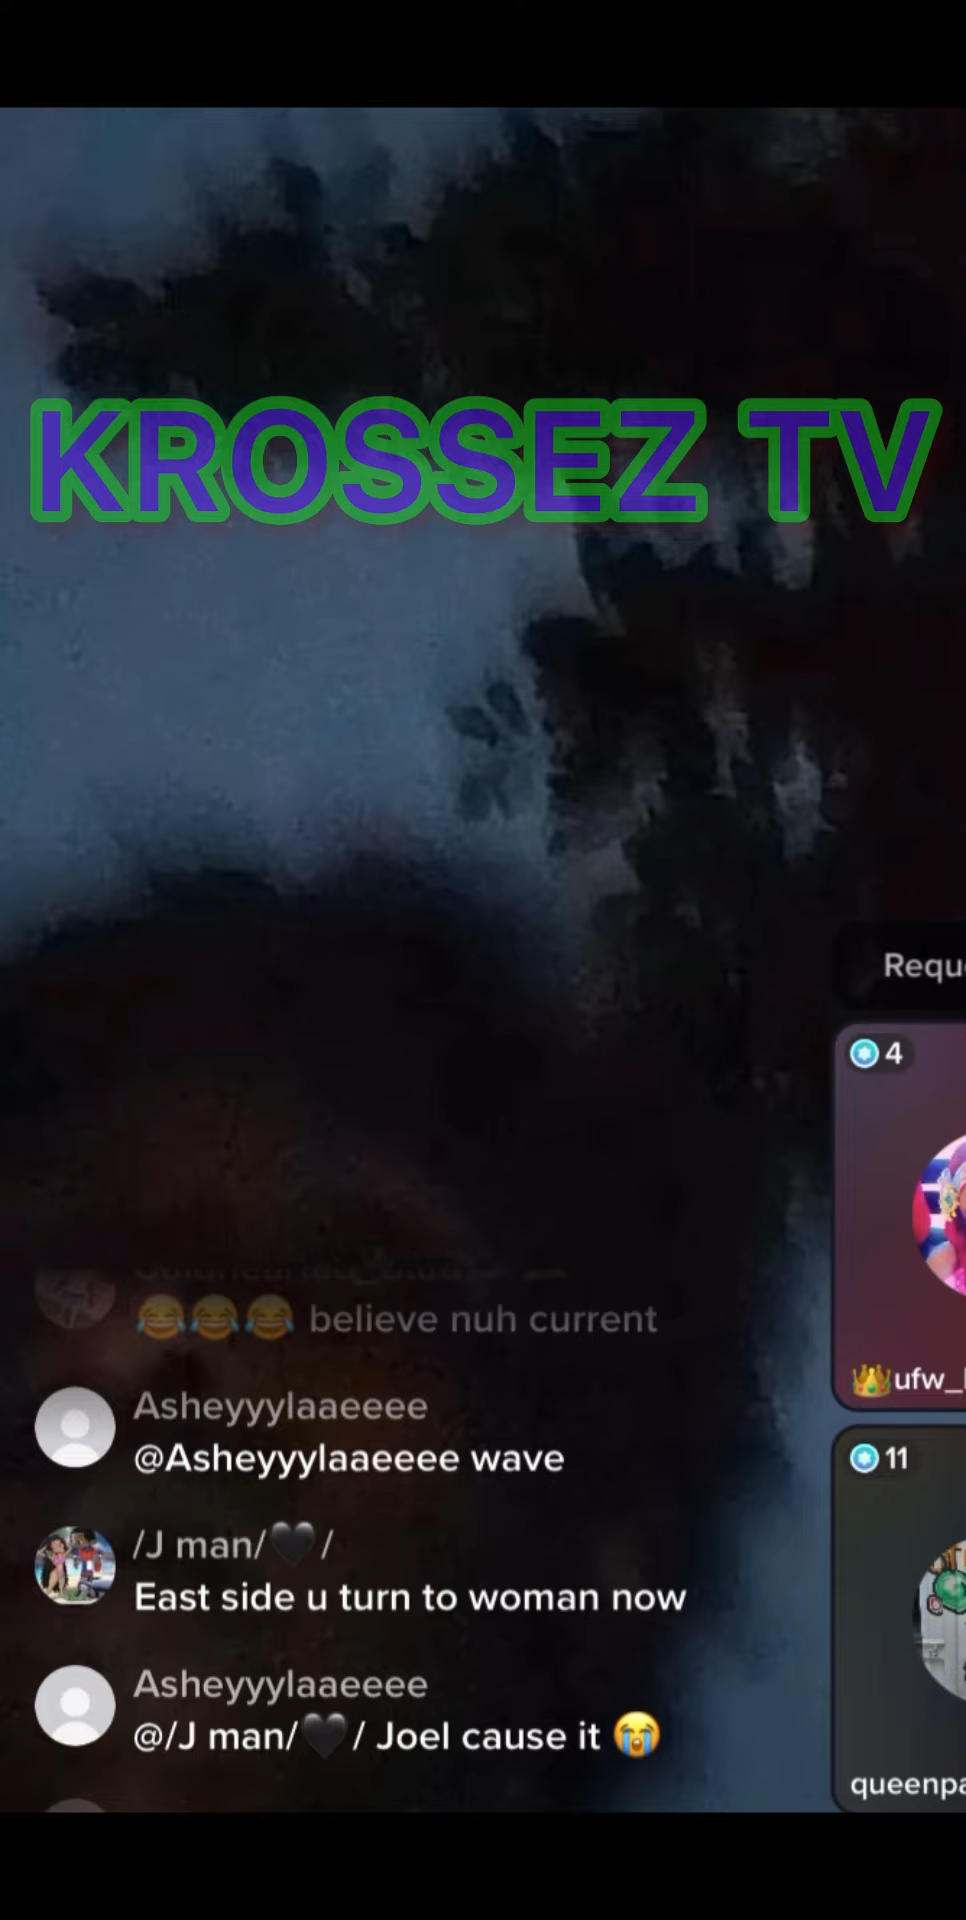 KROSSEZ TV
Requ
4
😂😂😂 believe nuh current
👑ufw_
Asheyyylaaeeee
@Asheyyylaaeeee wave
11
/J man/🖤/
East side u turn to woman now
Asheyyylaaeeee
@/J man/🖤/ Joel cause it 😭
queenpa